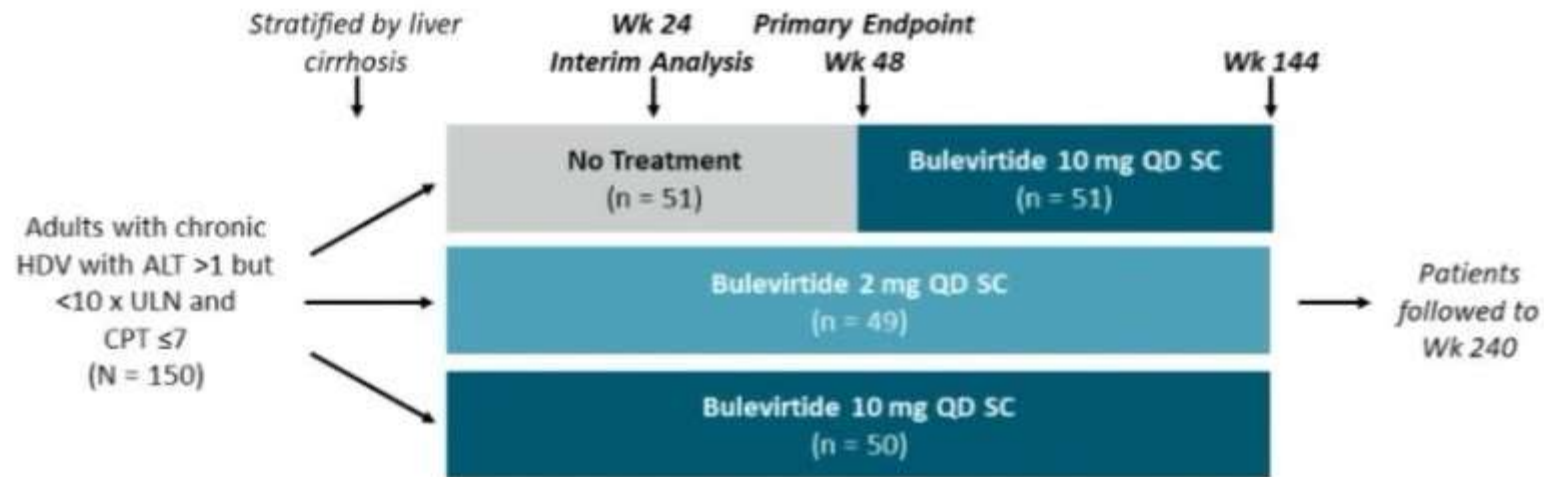 Stratified by liver
cirrhosis
Wk 24
Interim Analysis
Primary Endpoint
Wk 48
Wk 144
Adults with chronic
HDV with ALT >1 but
<10 x ULN and
CPT ≤7
(N = 150)
No Treatment
(n = 51)
Bulevirtide 10 mg QD SC
(n = 51)
Bulevirtide 2 mg QD SC
(n = 49)
Bulevirtide 10 mg QD SC
(n = 50)
Patients
followed to
Wk 240